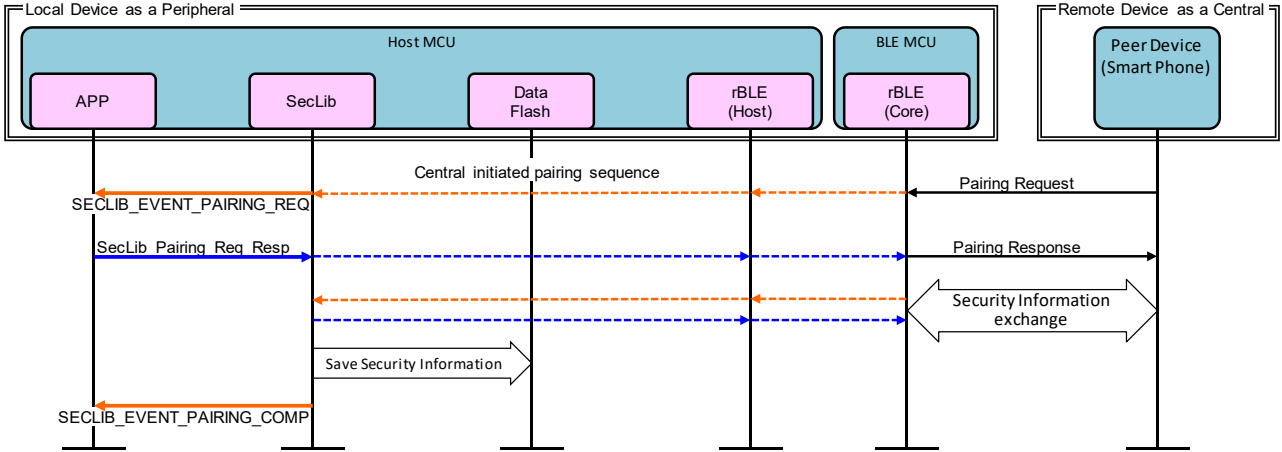 Local Device as a Peripheral
Remote Device as a Central
Host MCU
BLE MCU
Peer Device
(Smart Phone)
APP
SecLib
Data
Flash
rBLE
(Host)
rBLE
(Core)
Central initiated pairing sequence
Pairing Request
SECLIB_EVENT_PAIRING_REQ
SecLib_Pairing_Req_Resp
Pairing Response
Security Information
exchange
Save Security Information
SECLIB_EVENT_PAIRING_COMP